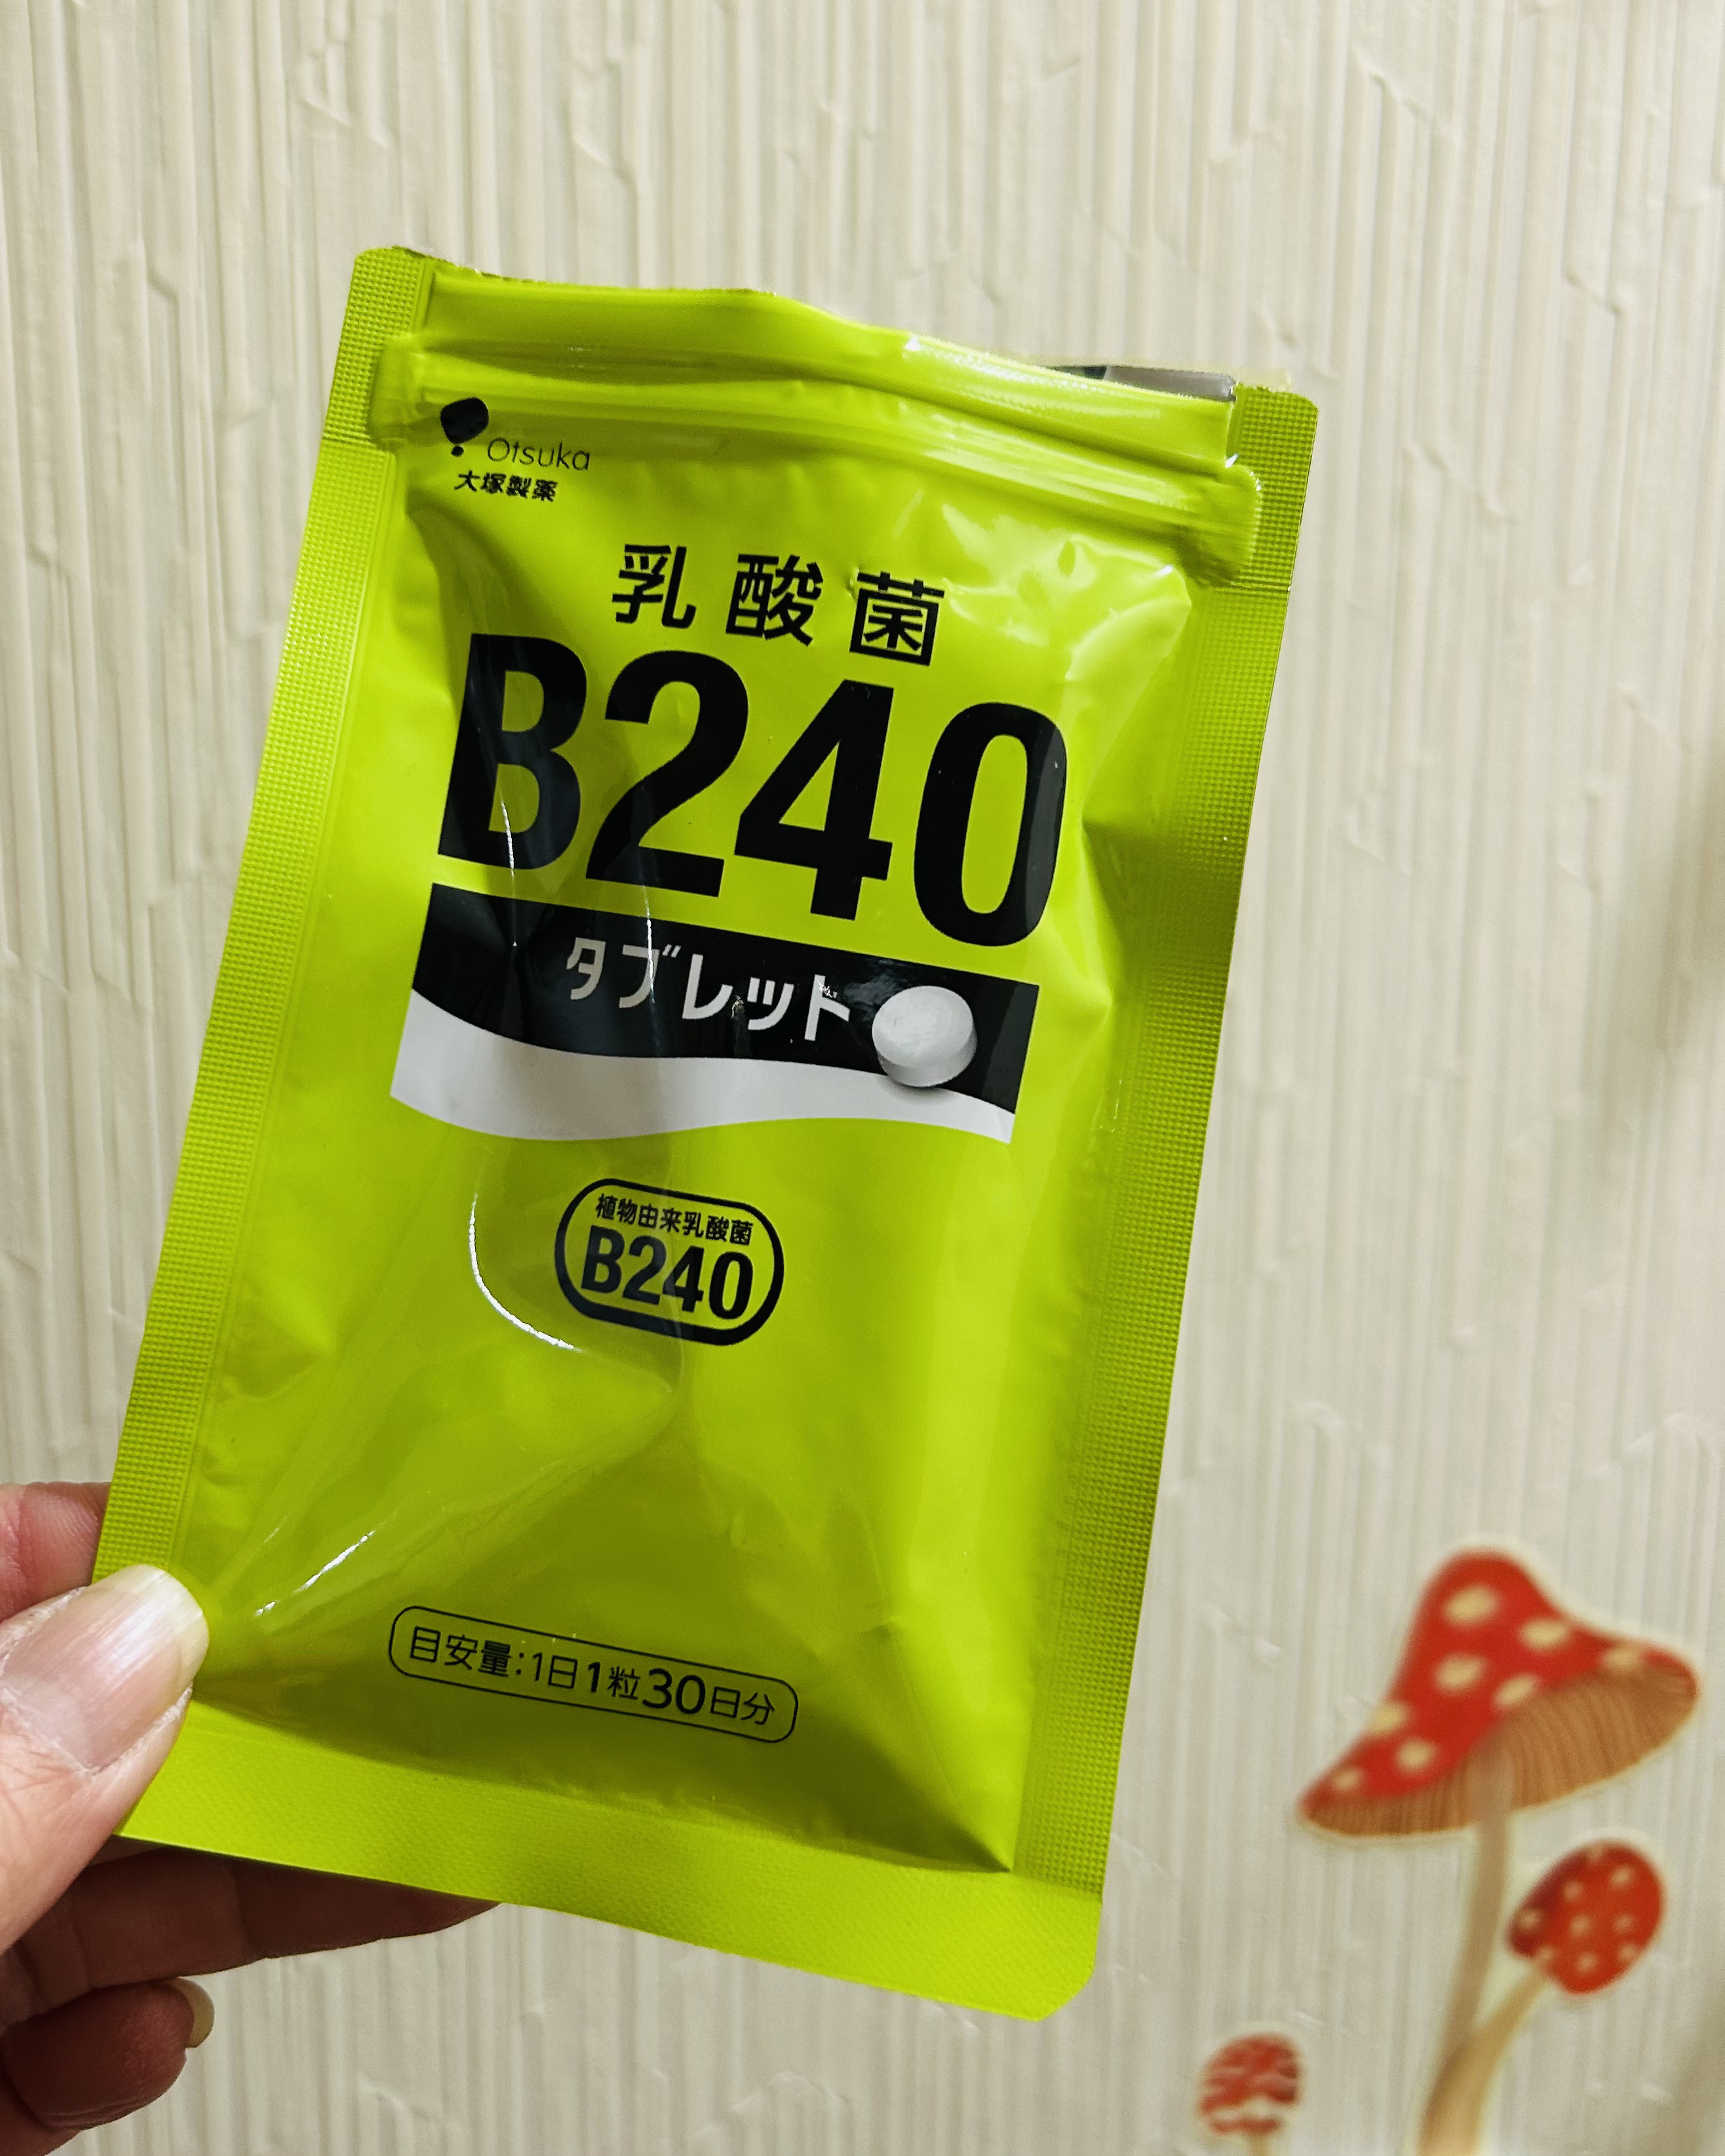 Otsuka
大塚製薬
乳酸菌
B240
タブレット
植物由来乳酸菌
B240
目安量:1日1粒30日分